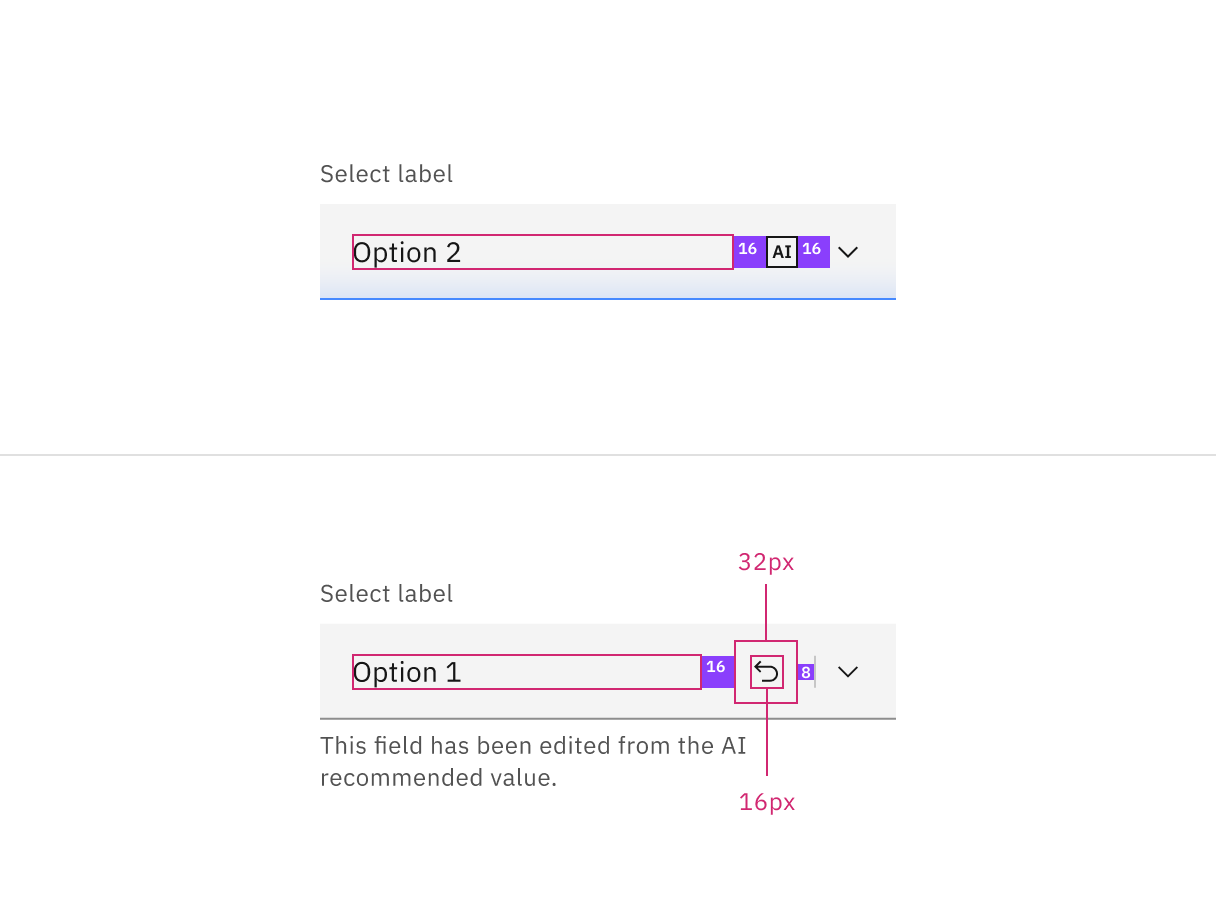 Select label
Option 2 16 AI 16
32px
Select label
Option 1 16 8
This field has been edited from the AI
recommended value.
16px